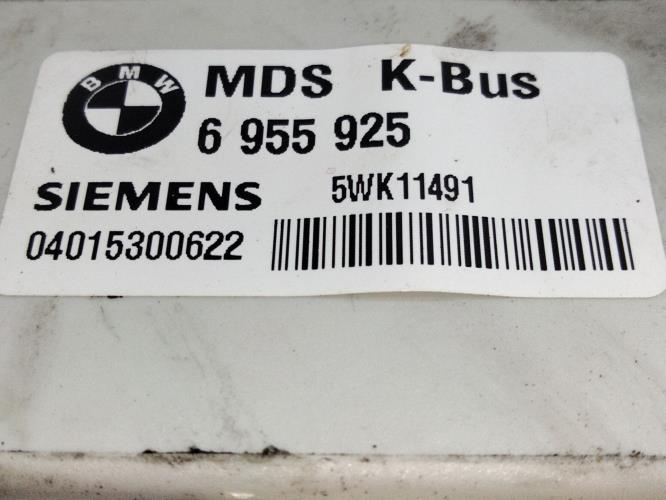 BMW
MDS K-Bus
6 955 925
SIEMENS 5WK11491
04015300622